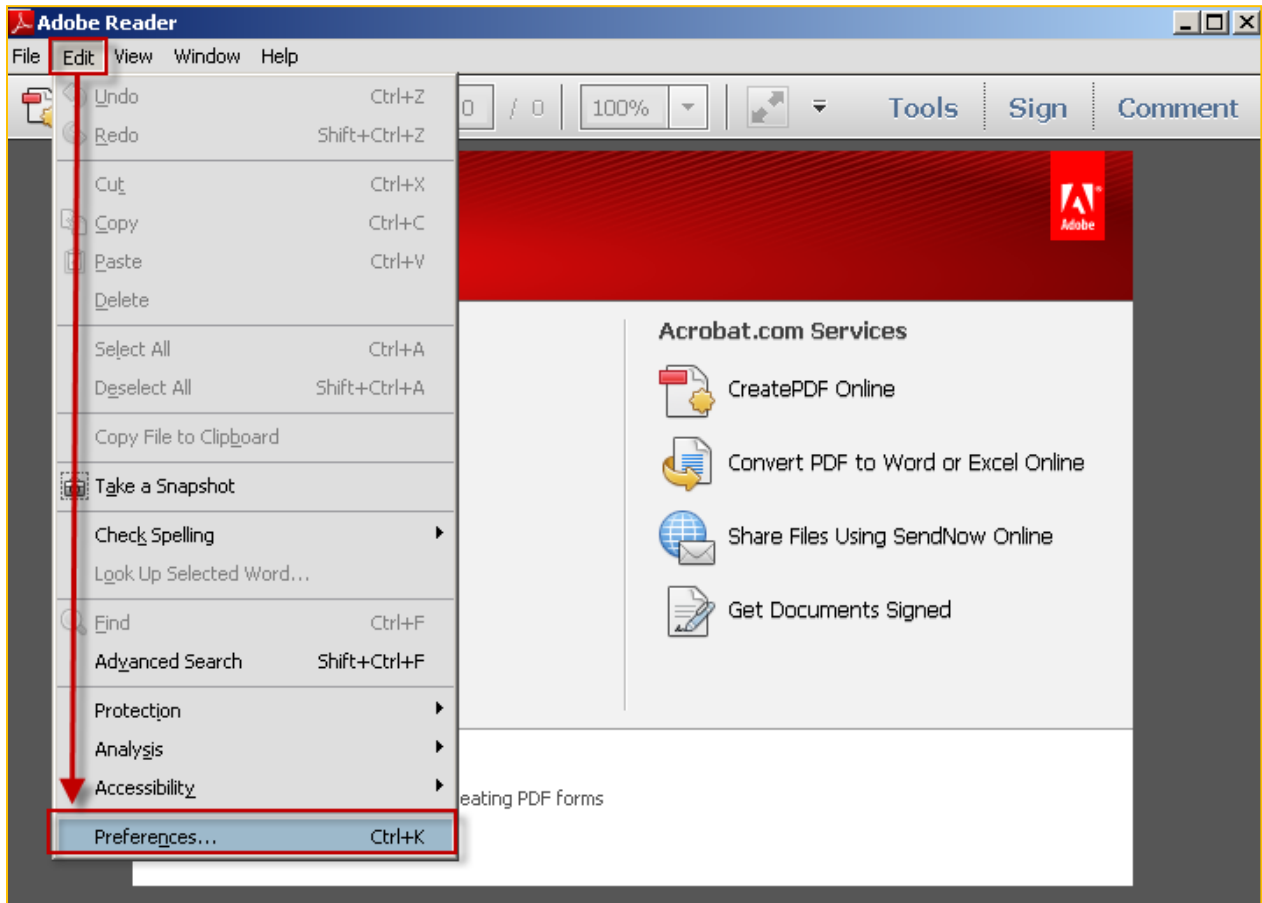 Adobe Reader
File Edit View Window Help
0 / 0 100% Tools Sign Comment
Undo Ctrl+Z
Redo Shift+Ctrl+Z
Cut Ctrl+X
Copy Ctrl+C
Paste Ctrl+V
Delete
Select All Ctrl+A
Deselect All Shift+Ctrl+A
Copy File to Clipboard
Take a Snapshot
Check Spelling
Look Up Selected Word...
Find Ctrl+F
Advanced Search Shift+Ctrl+F
Protection
Analysis
Accessibility
Preferences... Ctrl+K
Adobe
Acrobat.com Services
CreatePDF Online
Convert PDF to Word or Excel Online
Share Files Using SendNow Online
Get Documents Signed
eating PDF forms